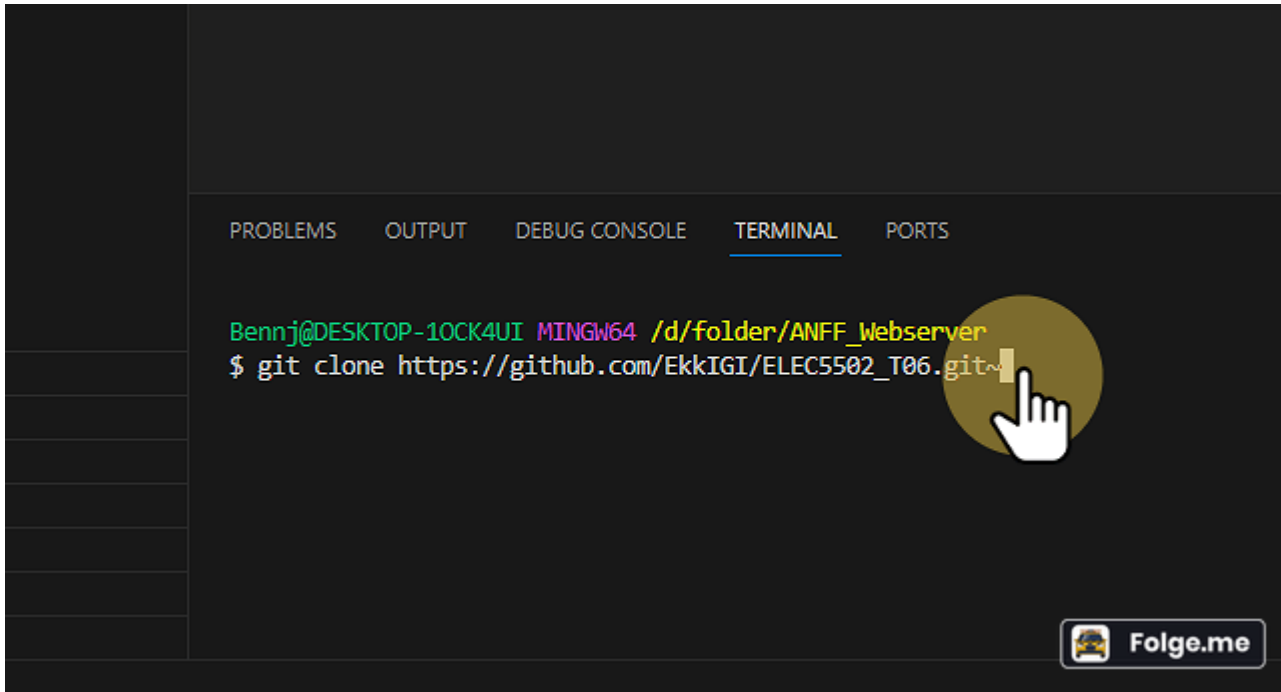 PROBLEMS OUTPUT DEBUG CONSOLE TERMINAL PORTS
Bennj@DESKTOP-1OCK4UI MINGW64 /d/folder/ANFF_Webserver
$ git clone https://github.com/EkkIGI/ELEC5502_T06.git~
Folge.me